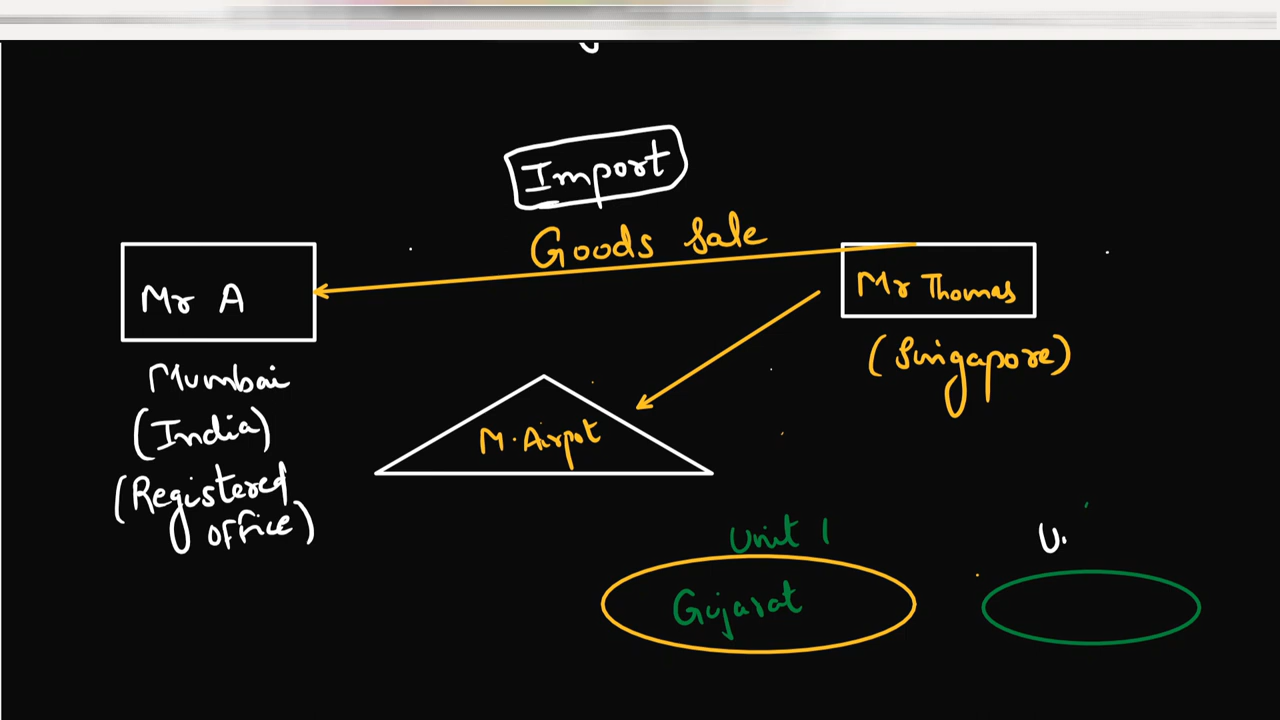 Import
Goods Sale
Mr A
Mr Thomas
Mumbai
(India)
(Registered
office)
(Singapore)
M. Airpot
Unit 1
Gujarat
U.